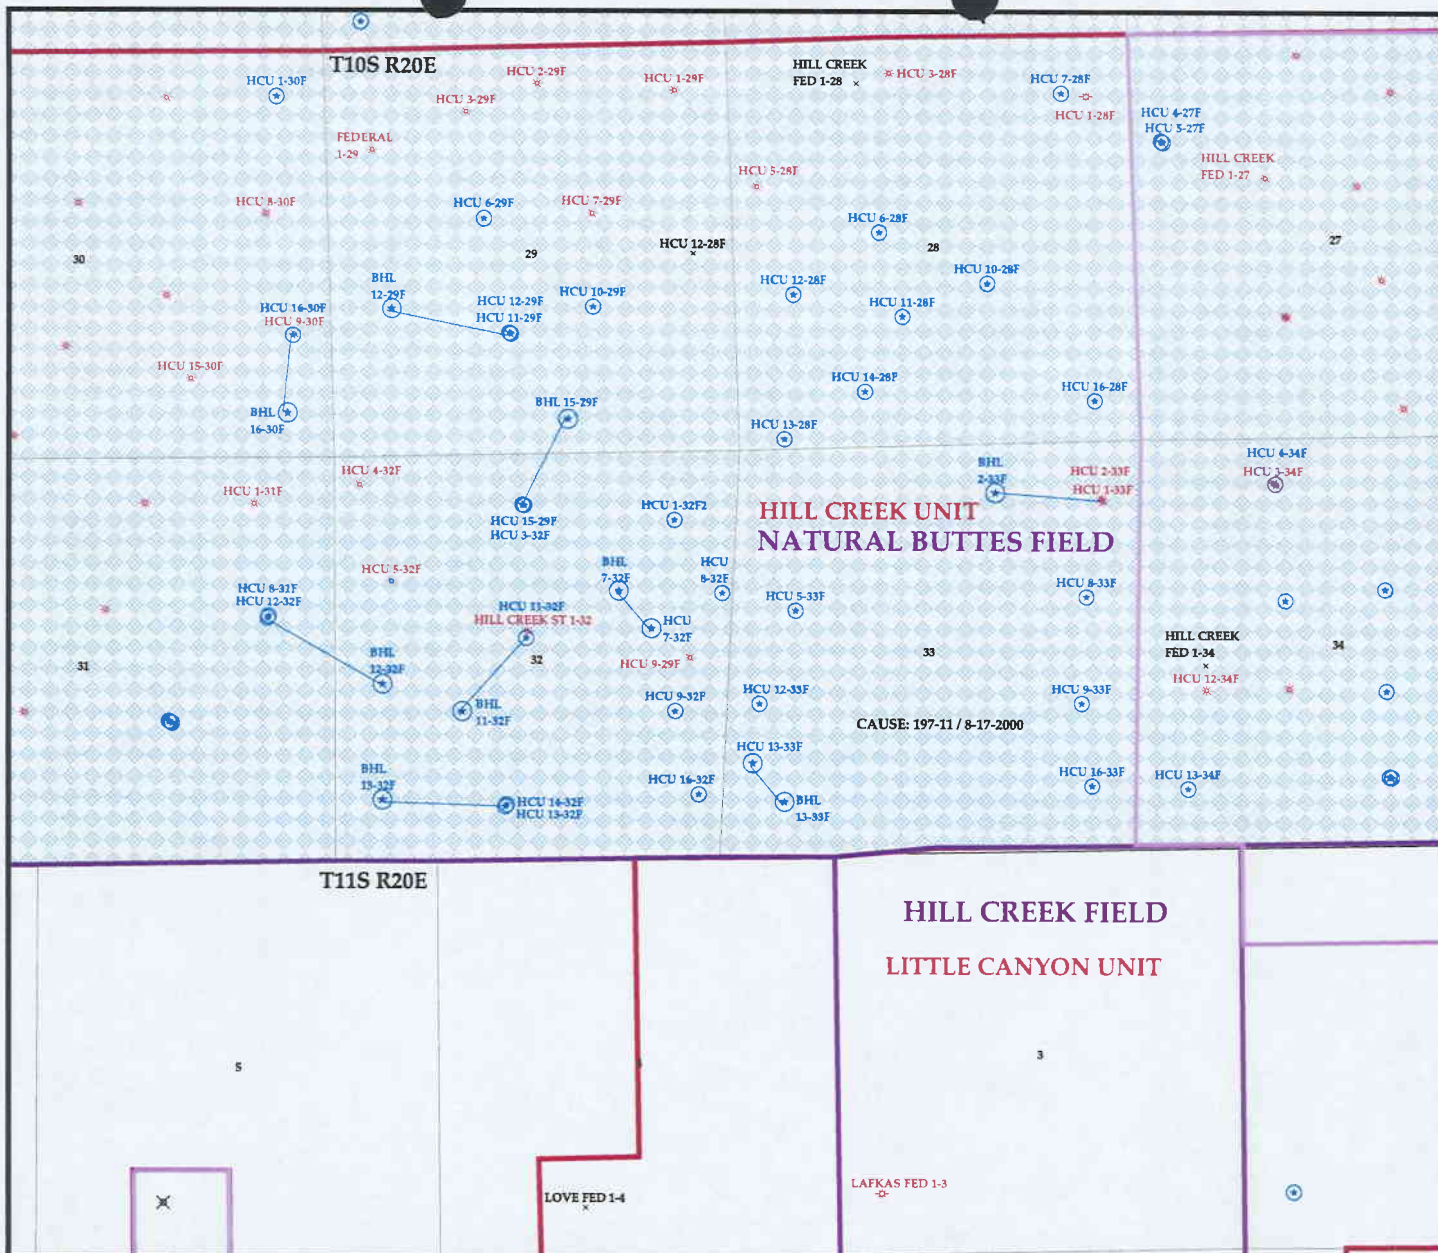 T10S R20E
HCU 1-30F
HCU 2-29F
HCU 1-29F
HCU 3-29F
HILL CREEK
FED 1-28
HCU 3-28F
HCU 7-28F
HCU 1-28F
HCU 4-27F
HCU 5-27F
FEDERAL
1-29
HILL CREEK
FED 1-27
HCU 5-28F
HCU 8-30F
HCU 6-29F
HCU 7-29F
HCU 6-28F
HCU 12-28F
30
29
28
27
BHL
12-29F
HCU 12-29F
HCU 11-29F
HCU 10-29F
HCU 12-28F
HCU 10-28F
HCU 11-28F
HCU 16-30F
HCU 9-30F
HCU 15-30F
HCU 14-28F
HCU 16-28F
BHL
16-30F
BHL 15-29F
HCU 13-28F
HCU 4-32F
HCU 1-31F
BHL
2-33F
HCU 2-33F
HCU 1-33F
HCU 4-34F
HCU 3-34F
HCU 15-29F
HCU 3-32F
HCU 1-32F2
HILL CREEK UNIT
NATURAL BUTTES FIELD
HCU 5-32F
BHL
7-32F
HCU
8-32F
HCU 8-31F
HCU 12-32F
HCU 11-32F
HILL CREEK ST 1-32
HCU
7-32F
HCU 5-33F
HCU 8-33F
31
BHL
12-32F
32
HCU 9-29F
33
HILL CREEK
FED 1-34
HCU 12-34F
34
BHL
11-32F
HCU 9-32F
HCU 12-33F
HCU 9-33F
CAUSE: 197-11 / 8-17-2000
HCU 13-33F
BHL
13-32F
HCU 14-32F
HCU 13-32F
HCU 16-32F
BHL
13-33F
HCU 16-33F
HCU 13-34F
T11S R20E
HILL CREEK FIELD
LITTLE CANYON UNIT
5
3
LOVE FED 1-4
LAFKAS FED 1-3